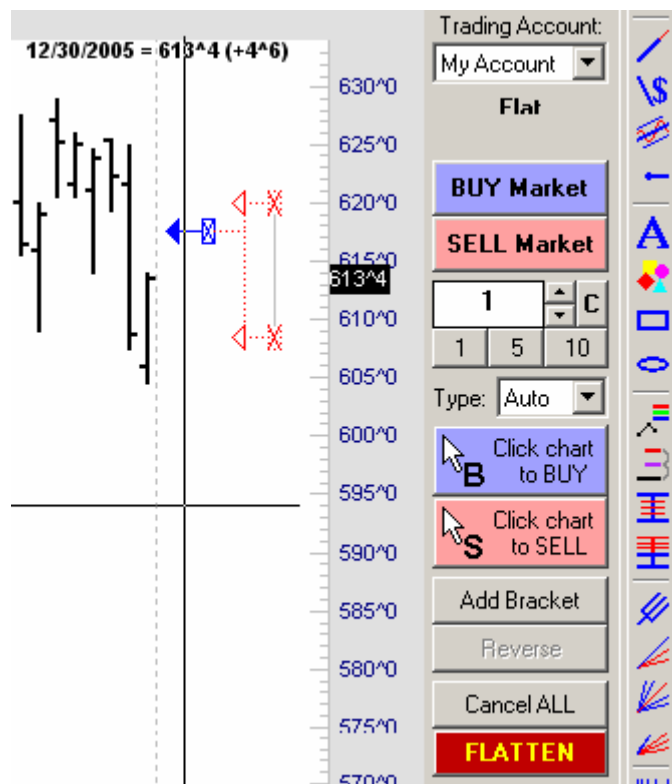 12/30/2005 = 613^4 (+4^6)
630^0
625^0
620^0
615^0
613^4
610^0
605^0
600^0
595^0
590^0
585^0
580^0
575^0
570^0
Trading Account:
My Account
Flat
BUY Market
SELL Market
1
C
1 5 10
Type: Auto
B Click chart
to BUY
S Click chart
to SELL
Add Bracket
Reverse
Cancel ALL
FLATTEN
\$
A